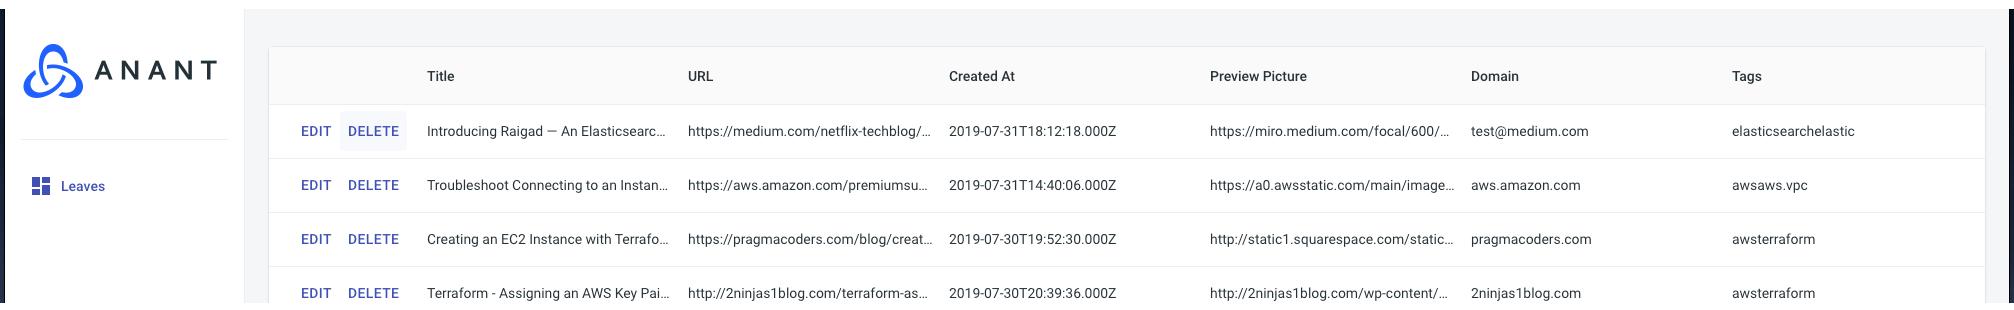 ANANT
Leaves
Title URL Created At Preview Picture Domain Tags
EDIT DELETE Introducing Raigad — An Elasticsearc... https://medium.com/netflix-techblog/... 2019-07-31T18:12:18.000Z https://miro.medium.com/focal/600/... test@medium.com elasticsearchelastic
EDIT DELETE Troubleshoot Connecting to an Instan... https://aws.amazon.com/premiumsu... 2019-07-31T14:40:06.000Z https://a0.awsstatic.com/main/image... aws.amazon.com awsaws.vpc
EDIT DELETE Creating an EC2 Instance with Terrafo... https://pragmacoders.com/blog/creat... 2019-07-30T19:52:30.000Z http://static1.squarespace.com/static... pragmacoders.com awsterraform
EDIT DELETE Terraform - Assigning an AWS Key Pai... http://2ninjas1blog.com/terraform-as... 2019-07-30T20:39:36.000Z http://2ninjas1blog.com/wp-content/... 2ninjas1blog.com awsterraform